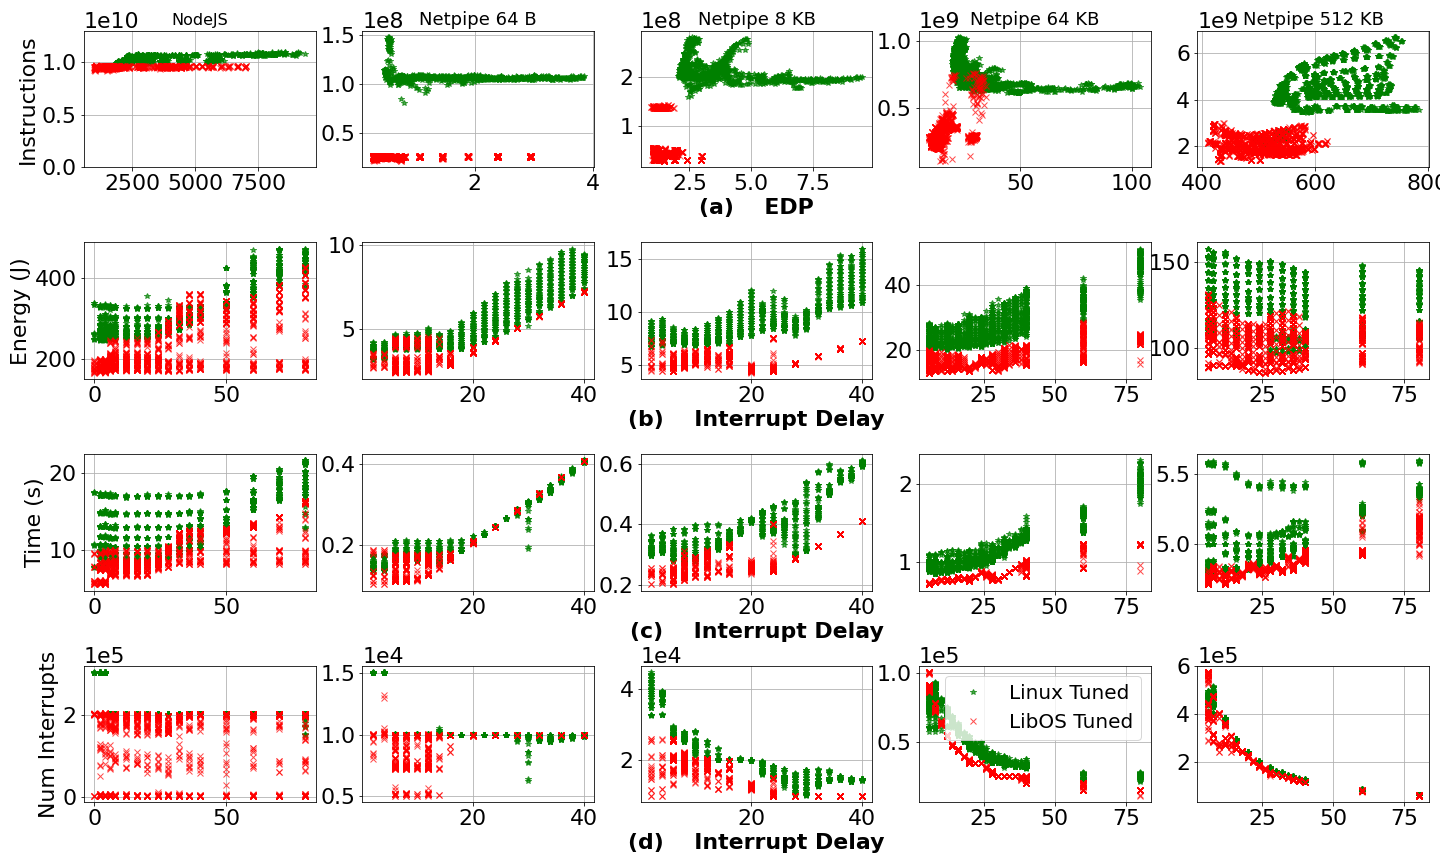 1e10 NodeJS 1e8 Netpipe 64 B 1e8 Netpipe 8 KB 1e9 Netpipe 64 KB 1e9 Netpipe 512 KB
Instructions
1.0
0.5
0.0
1.5
1.0
0.5
2
1
1.0
0.5
6
4
2
2500 5000 7500 2 4 2.5 5.0 7.5 50 100 400 600 800
(a) EDP
Energy (J)
400
200
10
5
15
10
5
40
20
150
100
0 50 20 40 20 40 25 50 75 25 50 75
(b) Interrupt Delay
Time (s)
20
10
0.4
0.2
0.6
0.4
0.2
2
1
5.5
5.0
0 50 20 40 20 40 25 50 75 25 50 75
(c) Interrupt Delay
1e5 1e4 1e4 1e5 1e5
Num Interrupts
2
0
1.5
1.0
0.5
4
2
1.0
0.5
6
4
2
Linux Tuned
LibOS Tuned
0 50 20 40 20 40 25 50 75 25 50 75
(d) Interrupt Delay